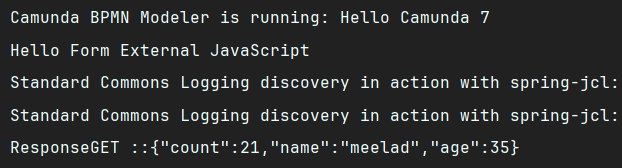 Camunda BPMN Modeler is running: Hello Camunda 7
Hello Form External JavaScript
Standard Commons Logging discovery in action with spring-jcl:
Standard Commons Logging discovery in action with spring-jcl:
ResponseGET ::{"count":21,"name":"meelad","age":35}